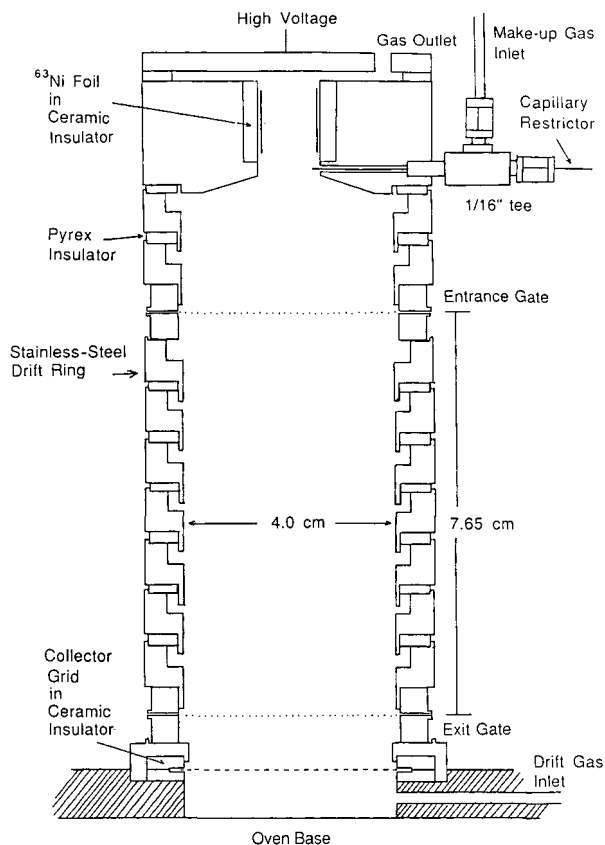 High Voltage
Gas Outlet
Make-up Gas
Inlet
⁶³Ni Foil
in
Ceramic
Insulator
Capillary
Restrictor
1/16" tee
Pyrex
Insulator
Entrance Gate
Stainless-Steel
Drift Ring
4.0 cm
7.65 cm
Collector
Grid
in
Ceramic
Insulator
Exit Gate
Drift Gas
Inlet
Oven Base